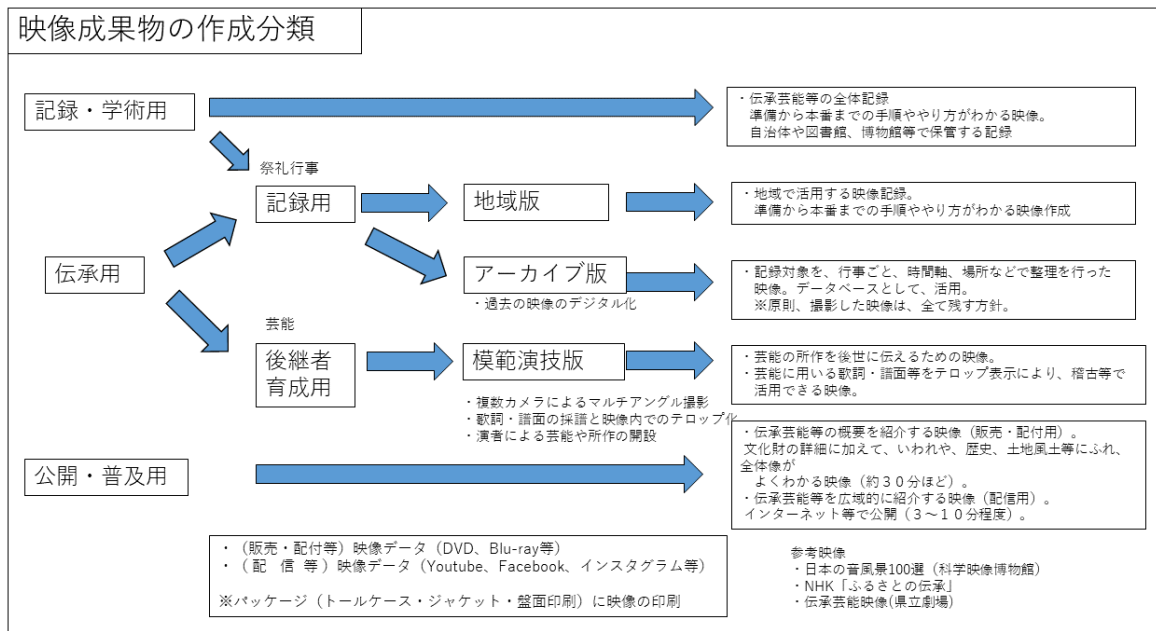 映像成果物の作成分類
記録・学術用
・伝承芸能等の全体記録
準備から本番までの手順ややり方がわかる映像。
自治体や図書館、博物館等で保管する記録
祭礼行事
記録用
地域版
・地域で活用する映像記録。
準備から本番までの手順ややり方がわかる映像作成
伝承用
アーカイブ版
・過去の映像のデジタル化
・記録対象を、行事ごと、時間軸、場所などで整理を行った
映像。データベースとして、活用。
※原則、撮影した映像は、全て残す方針。
芸能
後継者
育成用
模範演技版
・複数カメラによるマルチアングル撮影
・歌詞・譜面の採譜と映像内でのテロップ化
・演者による芸能や所作の開設
・芸能の所作を後世に伝えるための映像。
・芸能に用いる歌詞・譜面等をテロップ表示により、稽古等で
活用できる映像。
公開・普及用
・伝承芸能等の概要を紹介する映像（販売・配付用）。
文化財の詳細に加えて、いわれや、歴史、土地風土等にふれ、
全体像が
よくわかる映像（約３０分ほど）。
・伝承芸能等を広域的に紹介する映像（配信用）。
インターネット等で公開（３～１０分程度）。
・（販売・配付等）映像データ（DVD、Blu-ray等）
・（配　信　等）映像データ（Youtube、Facebook、インスタグラム等）
※パッケージ（トールケース・ジャケット・盤面印刷）に映像の印刷
参考映像
・日本の音風景100選（科学映像博物館）
・NHK「ふるさとの伝承」
・伝承芸能映像(県立劇場)